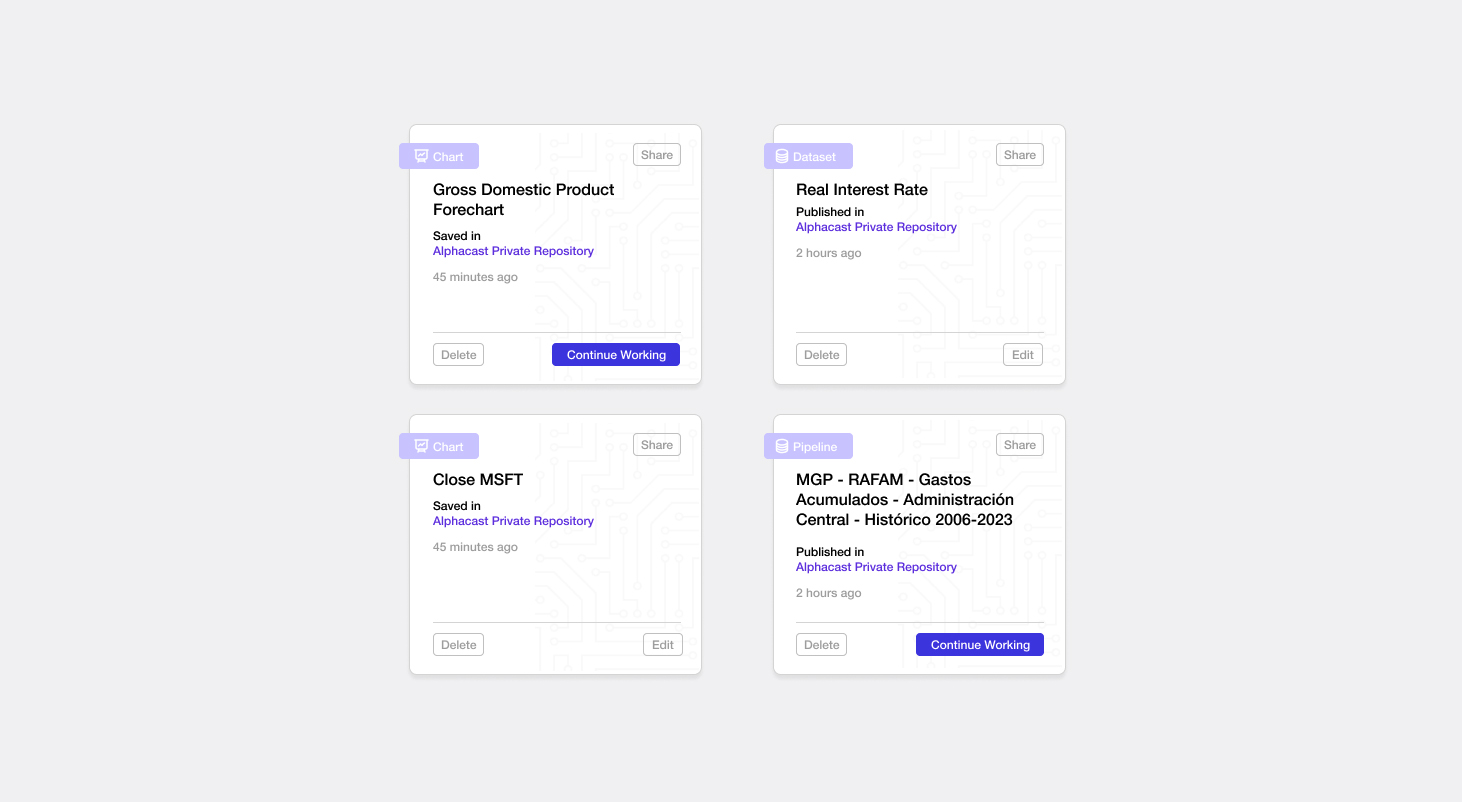 Chart
Share
Gross Domestic Product
Forechart
Saved in
Alphacast Private Repository
45 minutes ago
Delete
Continue Working
Dataset
Share
Real Interest Rate
Published in
Alphacast Private Repository
2 hours ago
Delete
Edit
Chart
Share
Close MSFT
Saved in
Alphacast Private Repository
45 minutes ago
Delete
Edit
Pipeline
Share
MGP - RAFAM - Gastos
Acumulados - Administración
Central - Histórico 2006-2023
Published in
Alphacast Private Repository
2 hours ago
Delete
Continue Working